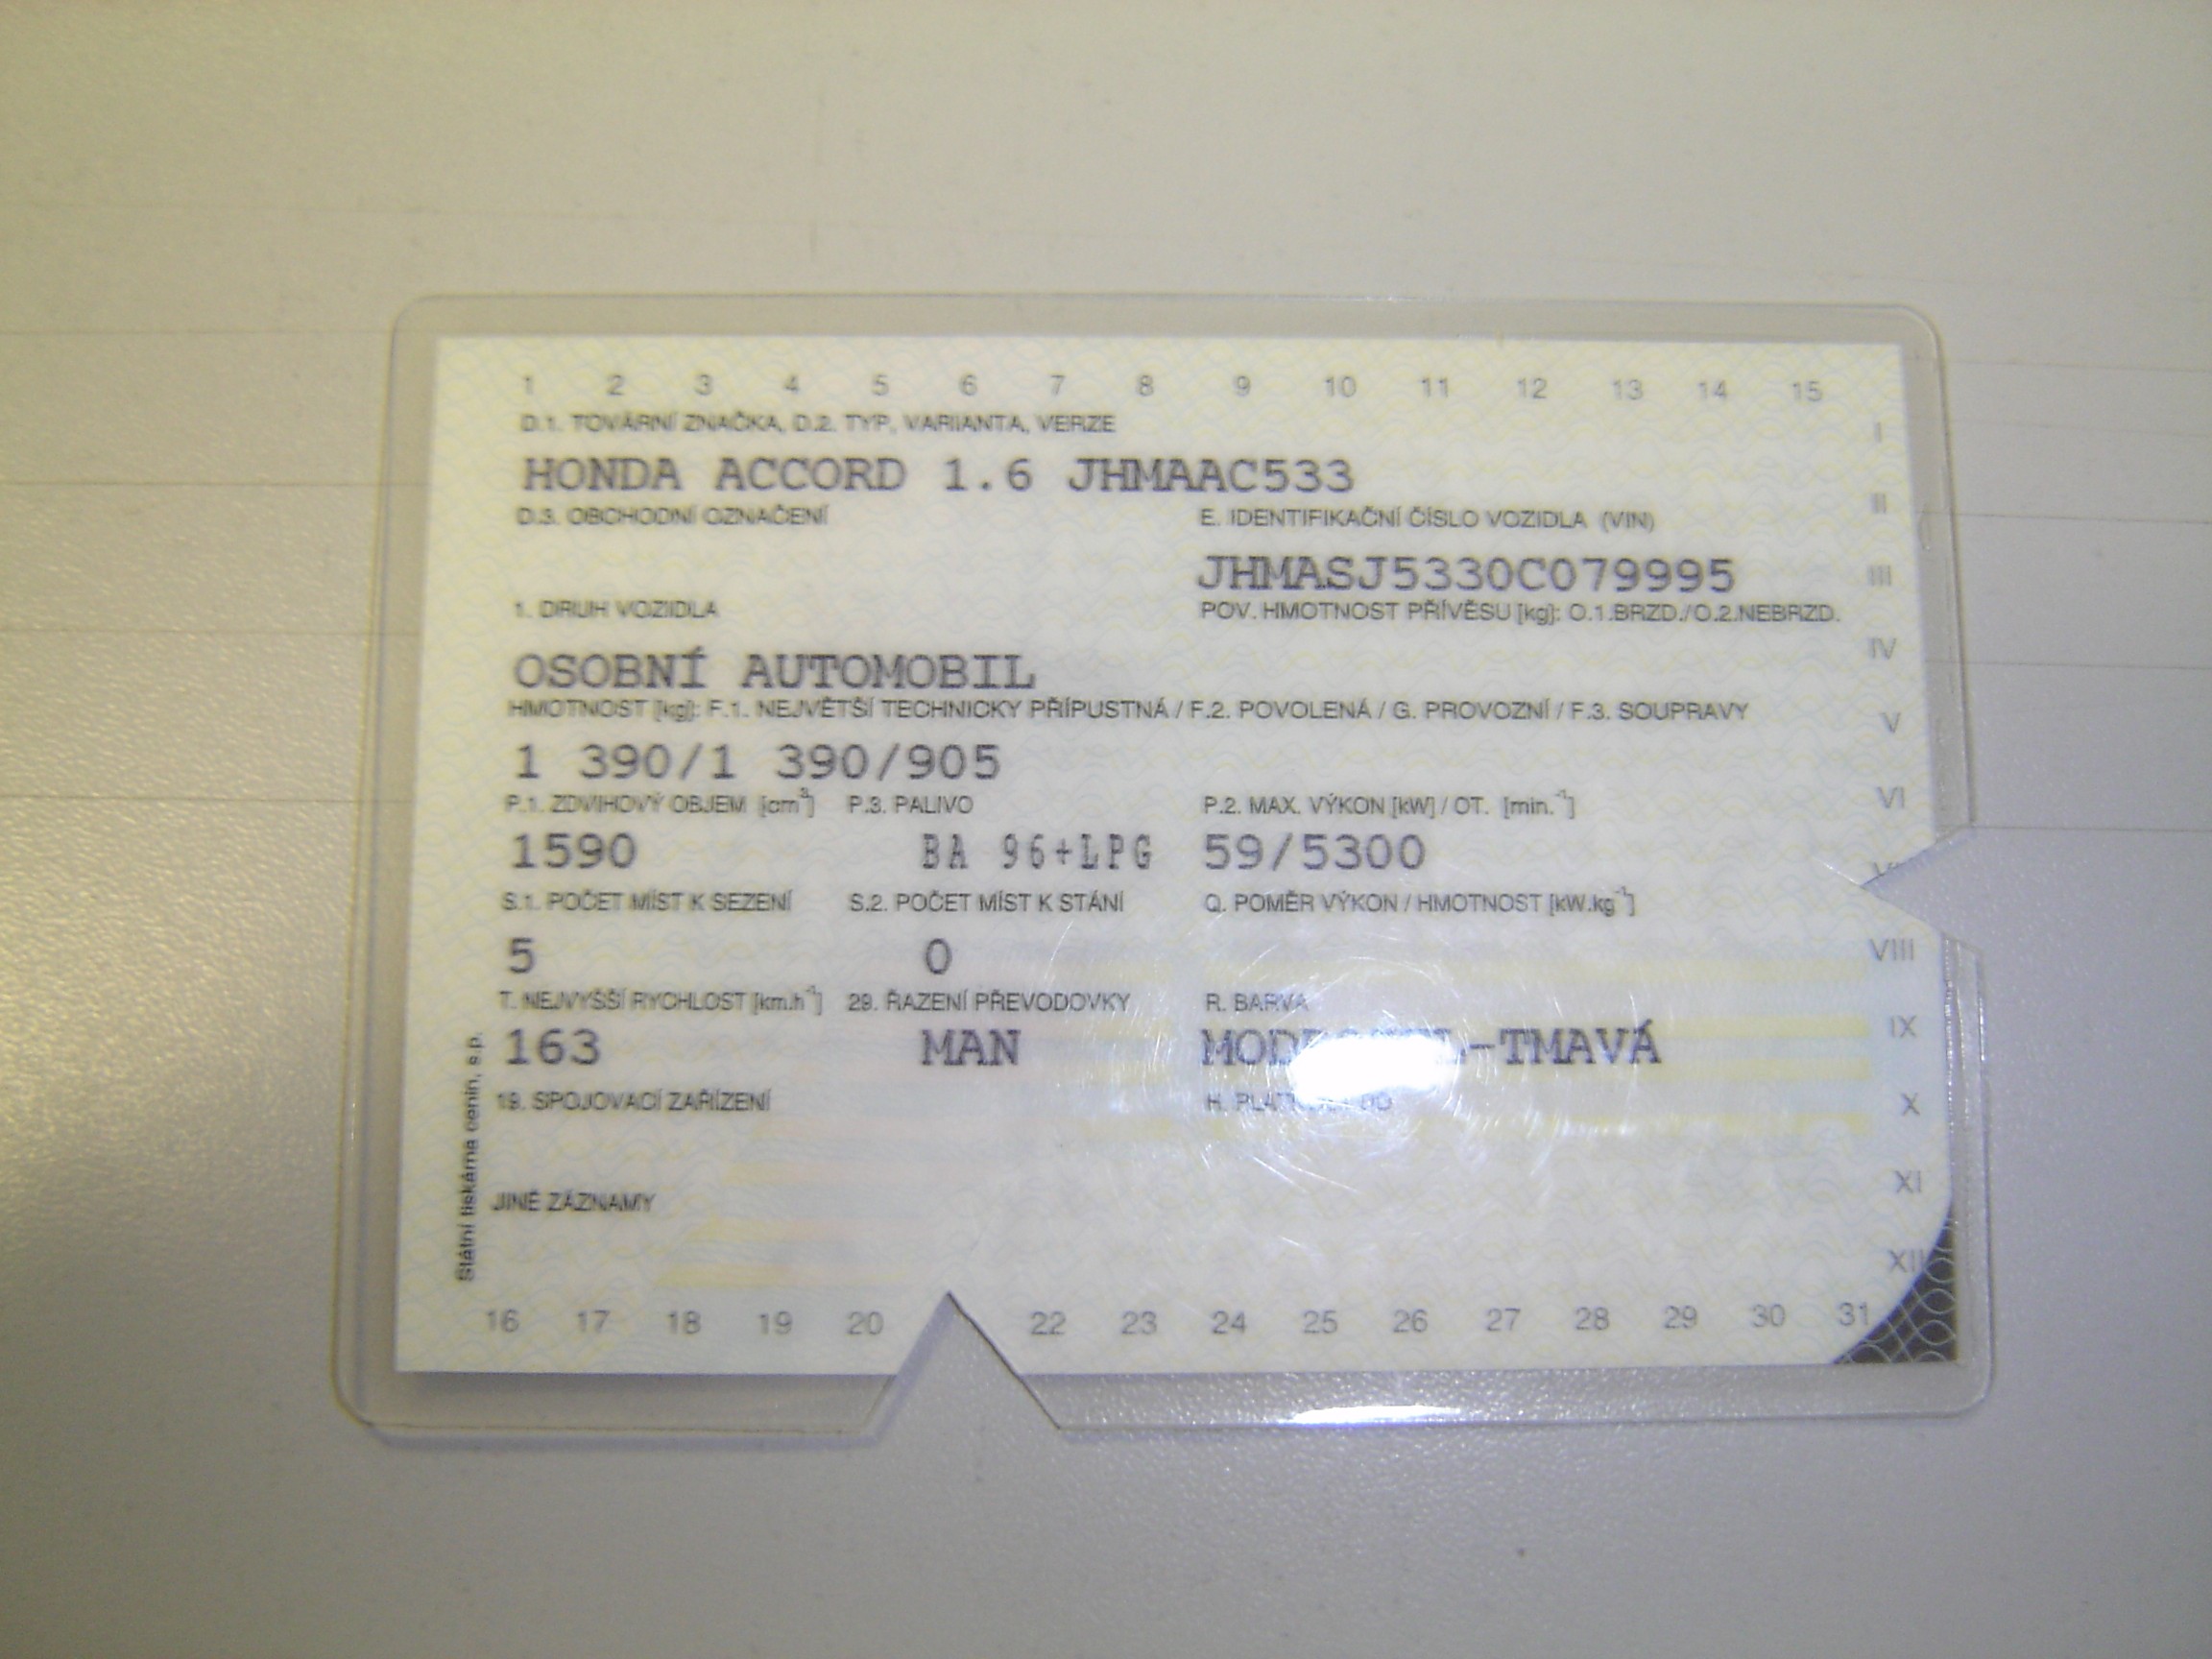 1 2 3 4 5 6 7 8 9 10 11 12 13 14 15
D.1. TOVÁRNÍ ZNAČKA, D.2. TYP, VARIANTA, VERZE
I
HONDA ACCORD 1.6 JHMAAC533
D.3. OBCHODNÍ OZNAČENÍ E. IDENTIFIKAČNÍ ČÍSLO VOZIDLA (VIN)
II
JHMASJ5330C079995
III
1. DRUH VOZIDLA POV. HMOTNOST PŘÍVĚSU [kg]: O.1.BRZD./O.2.NEBRZD.
IV
OSOBNÍ AUTOMOBIL
HMOTNOST [kg]: F.1. NEJVĚTŠÍ TECHNICKY PŘÍPUSTNÁ / F.2. POVOLENÁ / G. PROVOZNÍ / F.3. SOUPRAVY
V
1 390/1 390/905
P.1. ZDVIHOVÝ OBJEM [cm³] P.3. PALIVO P.2. MAX. VÝKON [kW] / OT. [min.⁻¹]
VI
1590 BA 96+LPG 59/5300
S.1. POČET MÍST K SEZENÍ S.2. POČET MÍST K STÁNÍ Q. POMĚR VÝKON / HMOTNOST [kW.kg⁻¹]
5 0
VIII
T. NEJVYŠŠÍ RYCHLOST [km.h⁻¹] 29. ŘAZENÍ PŘEVODOVKY R. BARVA
IX
163 MAN -TMAVÁ
19. SPOJOVACÍ ZAŘÍZENÍ H.
X
XI
JINÉ ZÁZNAMY
XII
Státní tiskárna cenin, s.p.
16 17 18 19 20 22 23 24 25 26 27 28 29 30 31